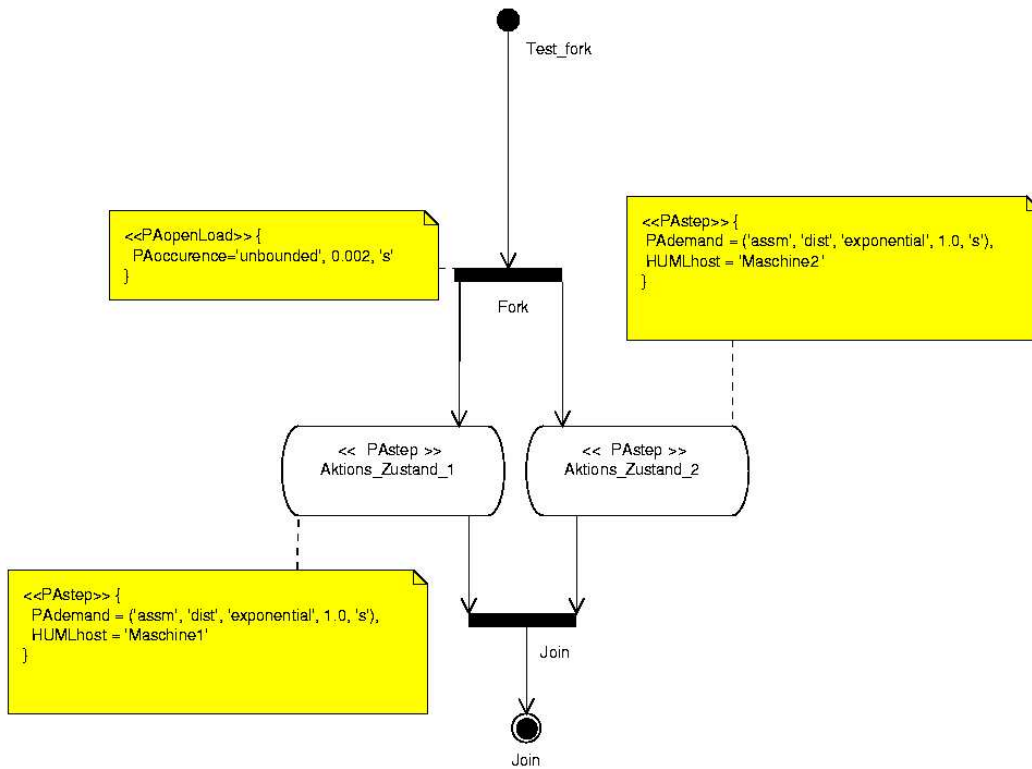 Test_fork
<<PAopenLoad>> {
PAoccurence='unbounded', 0.002, 's'
}
<<PAstep>> {
PAdemand = ('assm', 'dist', 'exponential', 1.0, 's'),
HUMLhost = 'Maschine2'
}
Fork
<< PAstep >>
Aktions_Zustand_1
<< PAstep >>
Aktions_Zustand_2
<<PAstep>> {
PAdemand = ('assm', 'dist', 'exponential', 1.0, 's'),
HUMLhost = 'Maschine1'
}
Join
Join